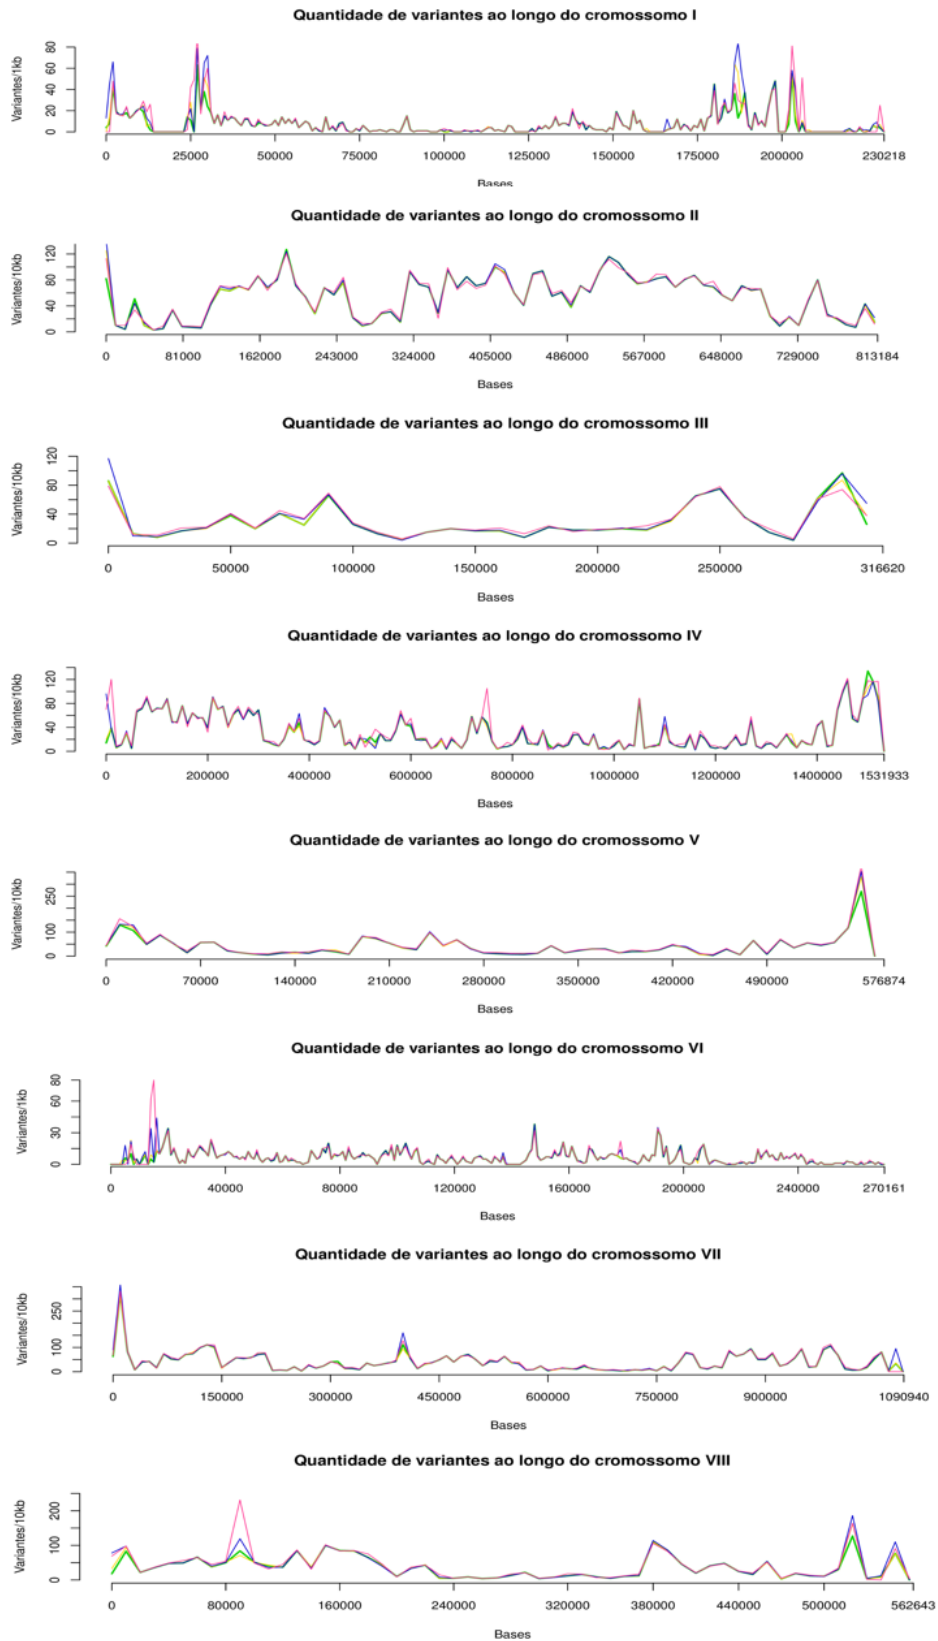 Quantidade de variantes ao longo do cromossomo I
Variantes/1kb
0 20 40 60 80
0 25000 50000 75000 100000 125000 150000 175000 200000 230218
Bases
Quantidade de variantes ao longo do cromossomo II
Variantes/10kb
0 40 80 120
0 81000 162000 243000 324000 405000 486000 567000 648000 729000 813184
Bases
Quantidade de variantes ao longo do cromossomo III
Variantes/10kb
0 40 80 120
0 50000 100000 150000 200000 250000 316620
Bases
Quantidade de variantes ao longo do cromossomo IV
Variantes/10kb
0 40 80 120
0 200000 400000 600000 800000 1000000 1200000 1400000 1531933
Bases
Quantidade de variantes ao longo do cromossomo V
Variantes/10kb
0 100 250
0 70000 140000 210000 280000 350000 420000 490000 576874
Bases
Quantidade de variantes ao longo do cromossomo VI
Variantes/1kb
0 30 60 80
0 40000 80000 120000 160000 200000 240000 270161
Bases
Quantidade de variantes ao longo do cromossomo VII
Variantes/10kb
0 100 250
0 150000 300000 450000 600000 750000 900000 1090940
Bases
Quantidade de variantes ao longo do cromossomo VIII
Variantes/10kb
0 50 100 200
0 80000 160000 240000 320000 380000 440000 500000 562643
Bases